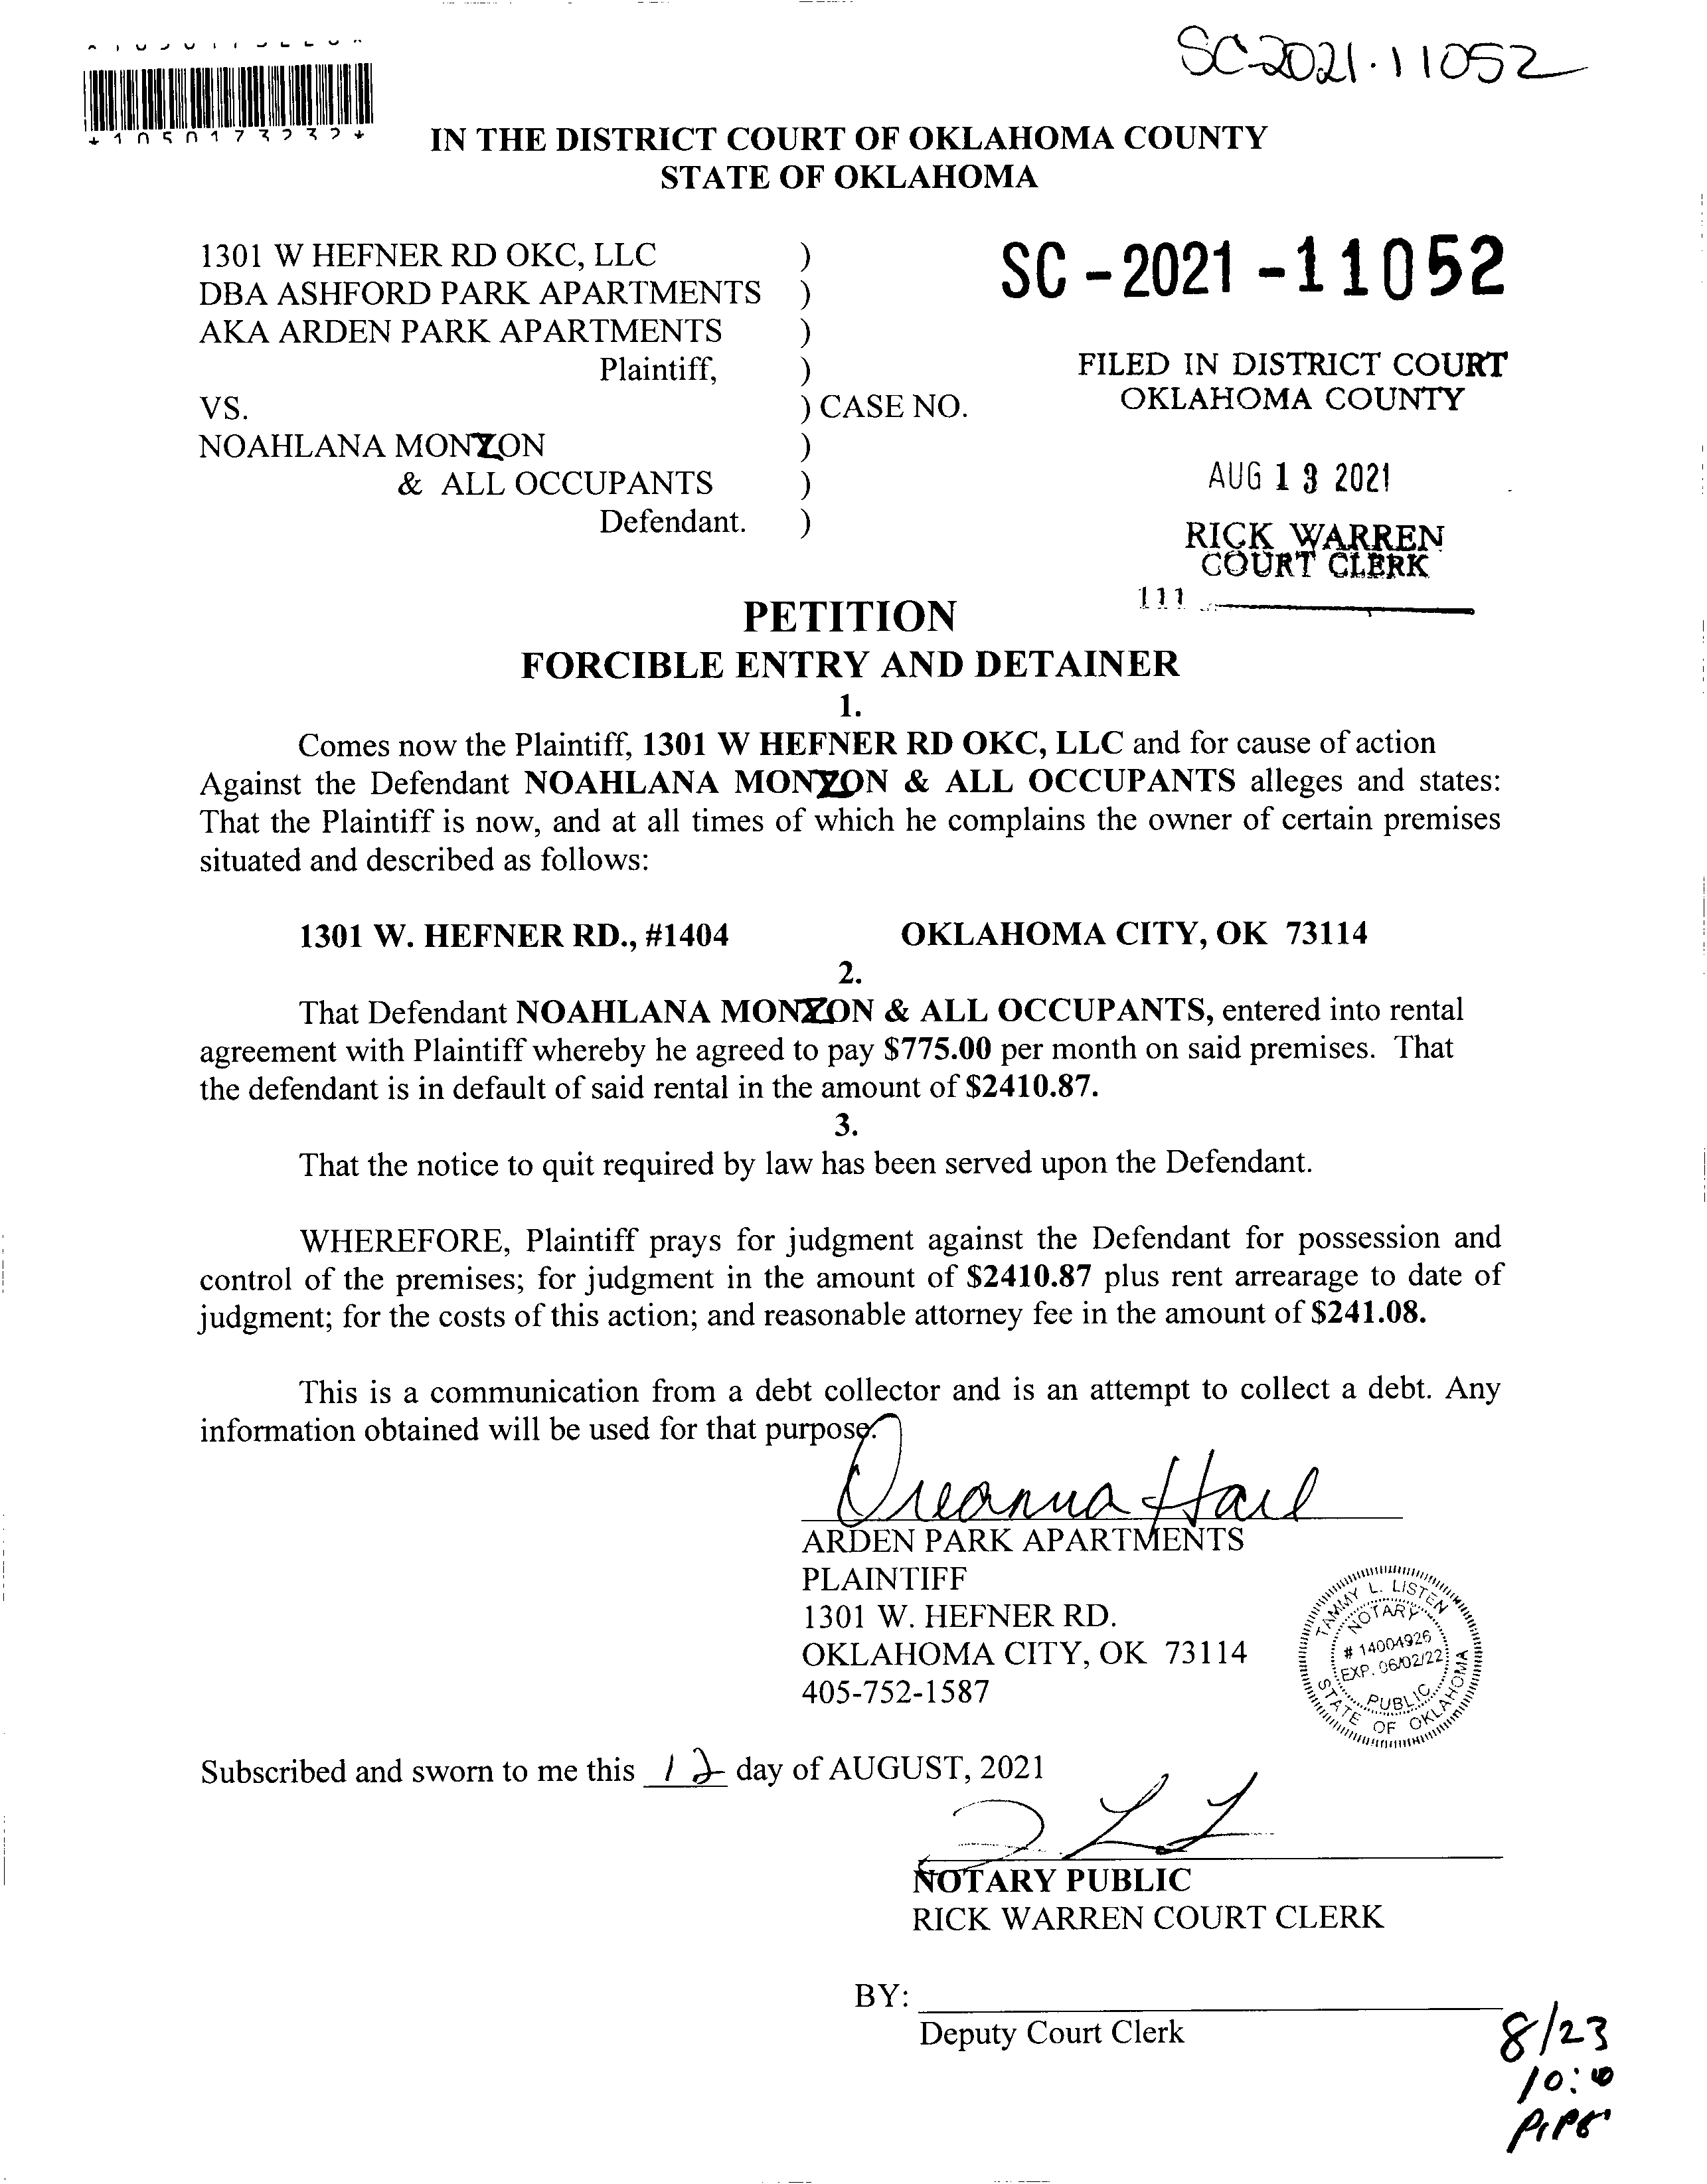 SC-2021-11052
*1050173232*
IN THE DISTRICT COURT OF OKLAHOMA COUNTY
STATE OF OKLAHOMA
1301 W HEFNER RD OKC, LLC )
DBA ASHFORD PARK APARTMENTS )
AKA ARDEN PARK APARTMENTS )
Plaintiff, )
VS. ) CASE NO.
NOAHLANA MONZON )
& ALL OCCUPANTS )
Defendant. )
SC-2021-11052
FILED IN DISTRICT COURT
OKLAHOMA COUNTY
AUG 13 2021
RICK WARREN
COURT CLERK
111
PETITION
FORCIBLE ENTRY AND DETAINER
1.
Comes now the Plaintiff, 1301 W HEFNER RD OKC, LLC and for cause of action
Against the Defendant NOAHLANA MONZON & ALL OCCUPANTS alleges and states:
That the Plaintiff is now, and at all times of which he complains the owner of certain premises
situated and described as follows:
1301 W. HEFNER RD., #1404 OKLAHOMA CITY, OK 73114
2.
That Defendant NOAHLANA MONZON & ALL OCCUPANTS, entered into rental
agreement with Plaintiff whereby he agreed to pay $775.00 per month on said premises. That
the defendant is in default of said rental in the amount of $2410.87.
3.
That the notice to quit required by law has been served upon the Defendant.
WHEREFORE, Plaintiff prays for judgment against the Defendant for possession and
control of the premises; for judgment in the amount of $2410.87 plus rent arrearage to date of
judgment; for the costs of this action; and reasonable attorney fee in the amount of $241.08.
This is a communication from a debt collector and is an attempt to collect a debt. Any
information obtained will be used for that purpose.
ARDEN PARK APARTMENTS
PLAINTIFF
1301 W. HEFNER RD.
OKLAHOMA CITY, OK 73114
405-752-1587
TAMMY L. LISTEN
NOTARY
# 14004926
EXP. 06/02/22
PUBLIC
STATE OF OKLAHOMA
Subscribed and sworn to me this 12 day of AUGUST, 2021
NOTARY PUBLIC
RICK WARREN COURT CLERK
BY:
Deputy Court Clerk
8/23